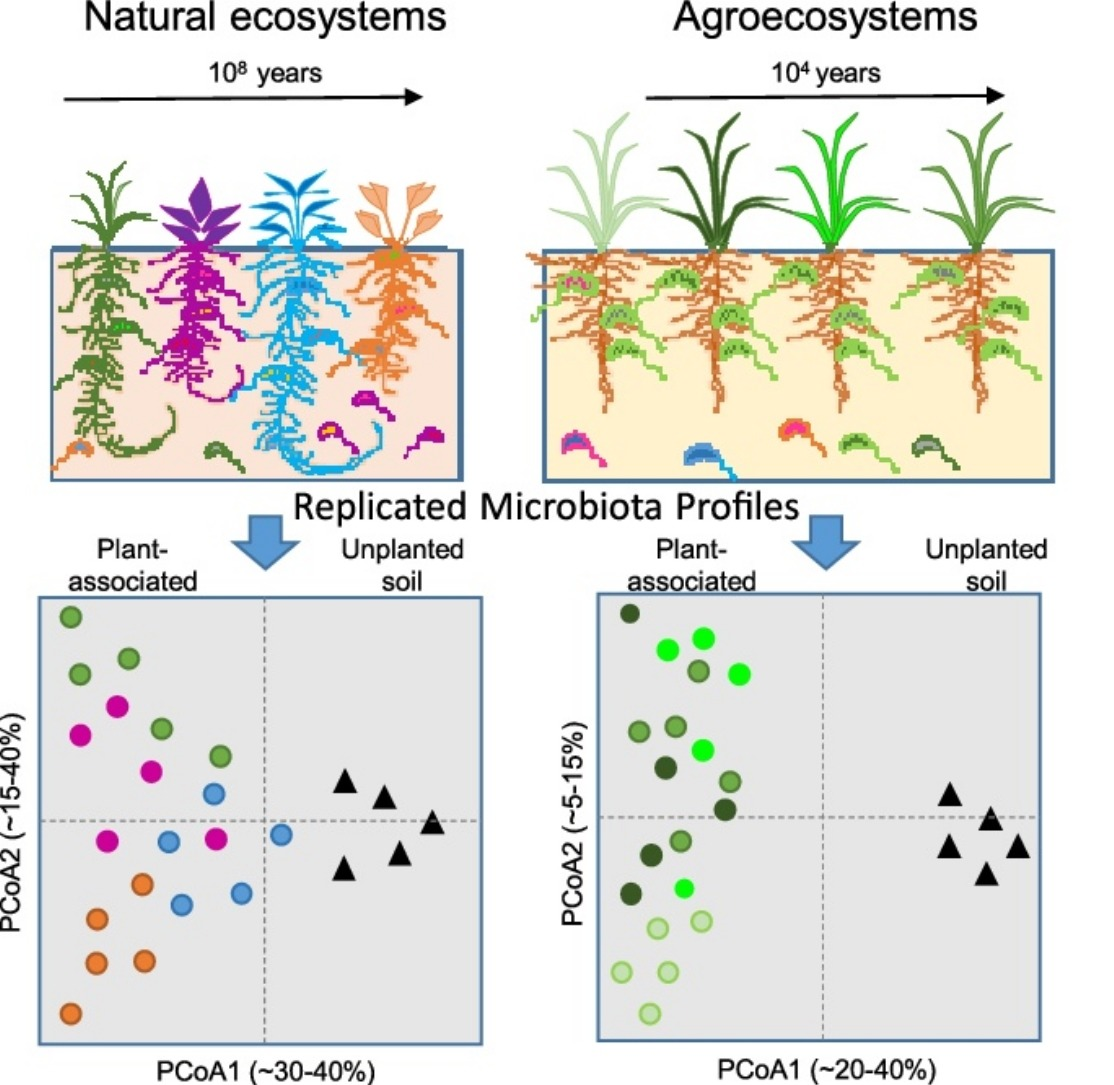 Natural ecosystems
Agroecosystems
10⁸ years
10⁴ years
Replicated Microbiota Profiles
Plant-
associated
Unplanted
soil
Plant-
associated
Unplanted
soil
PCoA2 (~15-40%)
PCoA2 (~5-15%)
PCoA1 (~30-40%)
PCoA1 (~20-40%)